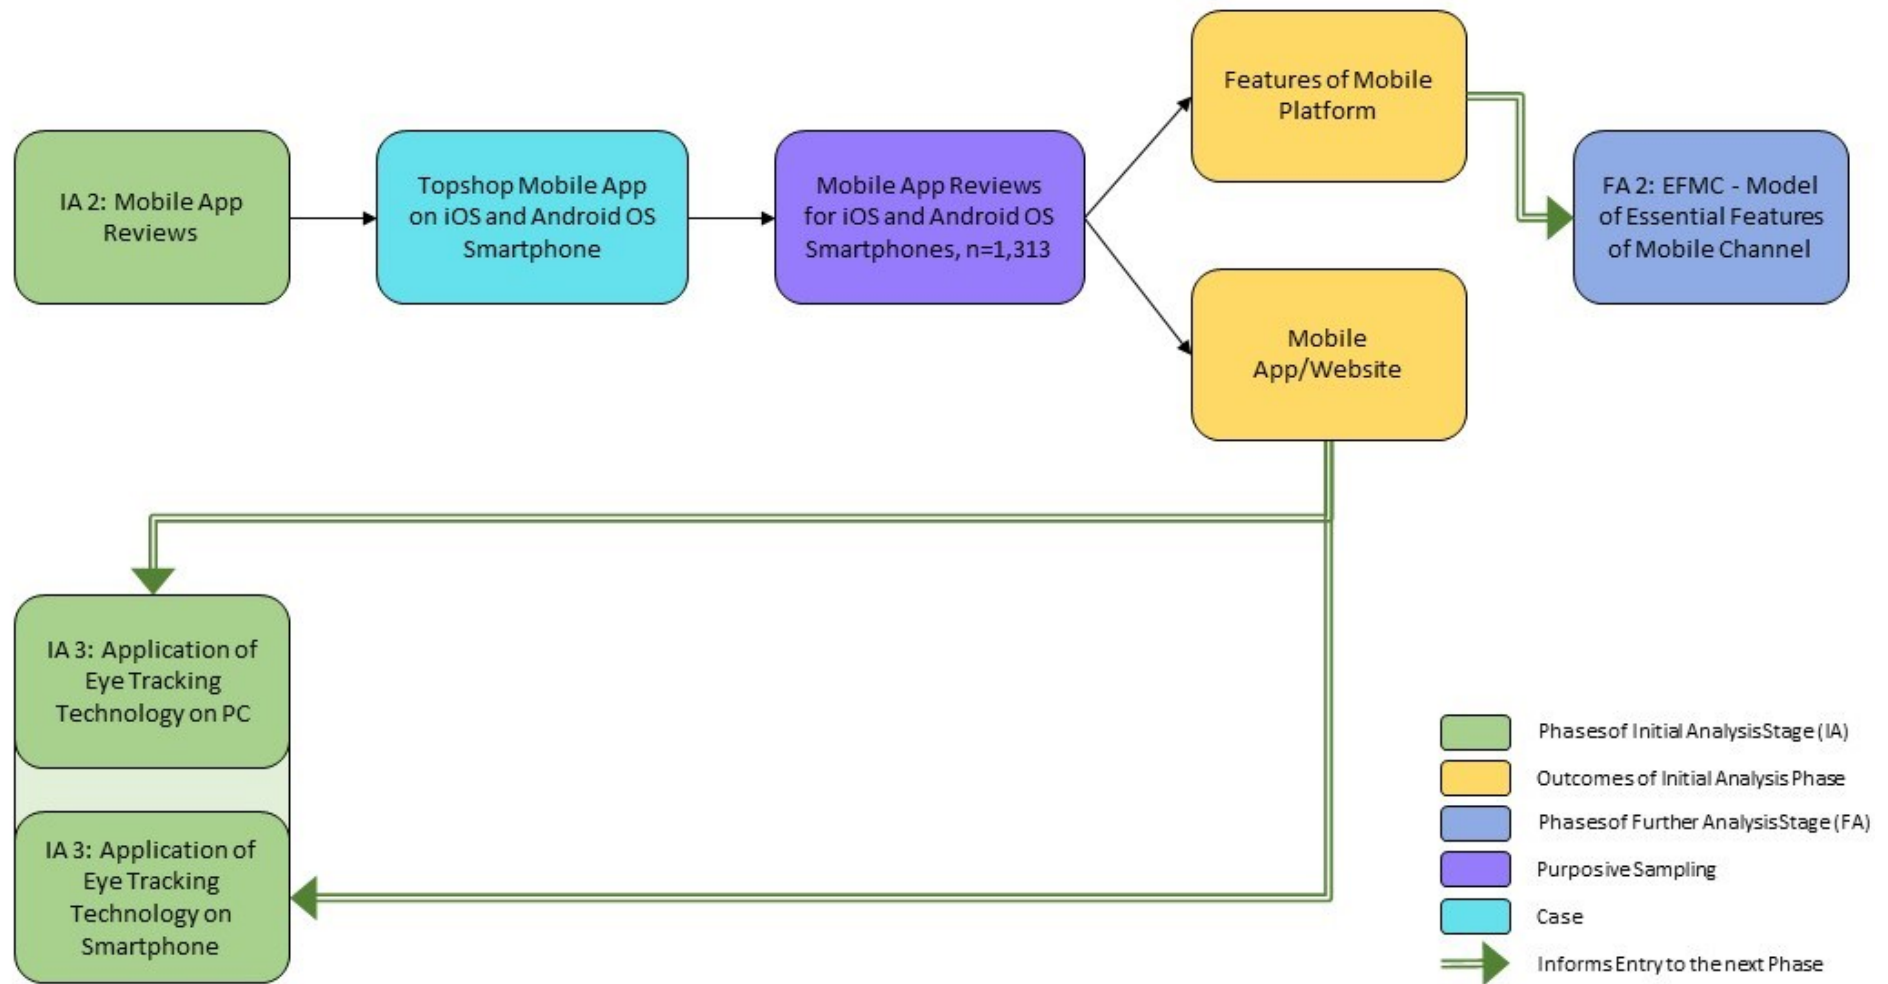 Features of Mobile
Platform
IA 2: Mobile App
Reviews
Topshop Mobile App
on iOS and Android OS
Smartphone
Mobile App Reviews
for iOS and Android OS
Smartphones, n=1,313
FA 2: EFMC - Model
of Essential Features
of Mobile Channel
Mobile
App/Website
IA 3: Application of
Eye Tracking
Technology on PC
IA 3: Application of
Eye Tracking
Technology on
Smartphone
Phases of Initial Analysis Stage (IA)
Outcomes of Initial Analysis Phase
Phases of Further Analysis Stage (FA)
Purposive Sampling
Case
Informs Entry to the next Phase